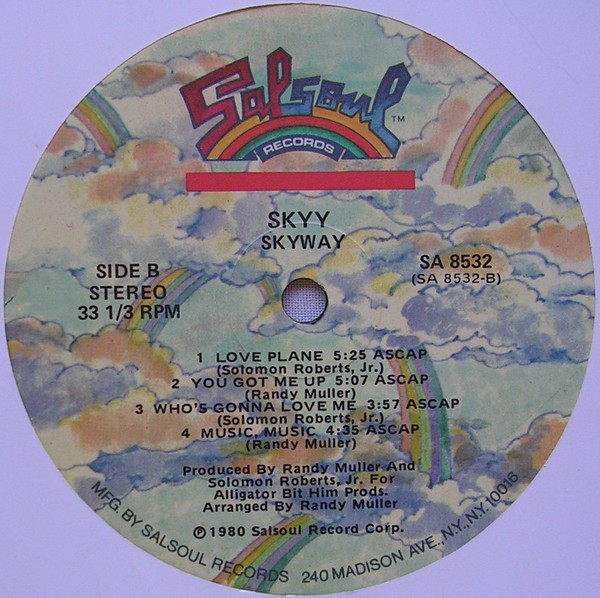 Salsoul™
RECORDS
SKYY
SKYWAY
SIDE B
STEREO
33 1/3 RPM
SA 8532
(SA 8532-B)
1 LOVE PLANE 5:25 ASCAP
(Solomon Roberts, Jr.)
2 YOU GOT ME UP 5:07 ASCAP
(Randy Muller)
3 WHO'S GONNA LOVE ME 3:57 ASCAP
(Solomon Roberts, Jr.)
4 MUSIC, MUSIC 4:35 ASCAP
(Randy Muller)
Produced By Randy Muller And
Solomon Roberts, Jr. For
Alligator Bit Him Prods.
Arranged By Randy Muller
℗ 1980 Salsoul Record Corp.
MFG. BY SALSOUL RECORDS 240 MADISON AVE., N.Y., N.Y. 10016